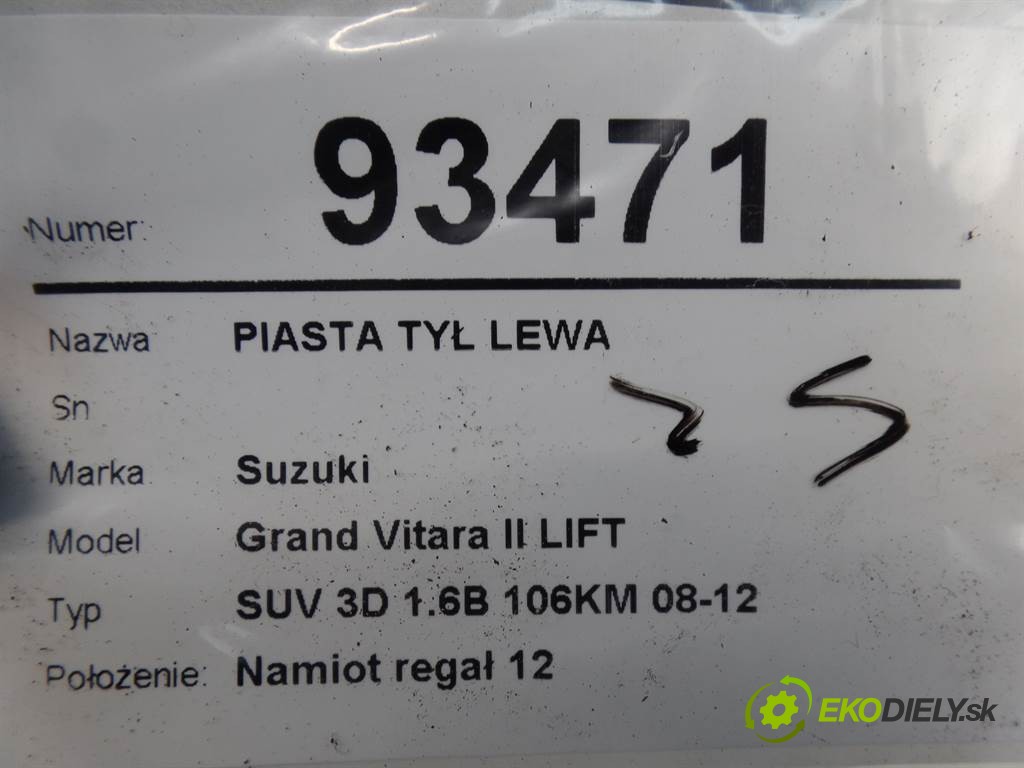 Numer: 93471
Nazwa PIASTA TYŁ LEWA
Sn
25
Marka Suzuki
Model Grand Vitara II LIFT
Typ SUV 3D 1.6B 106KM 08-12
Położenie: Namiot regał 12
EKODIELY.sk